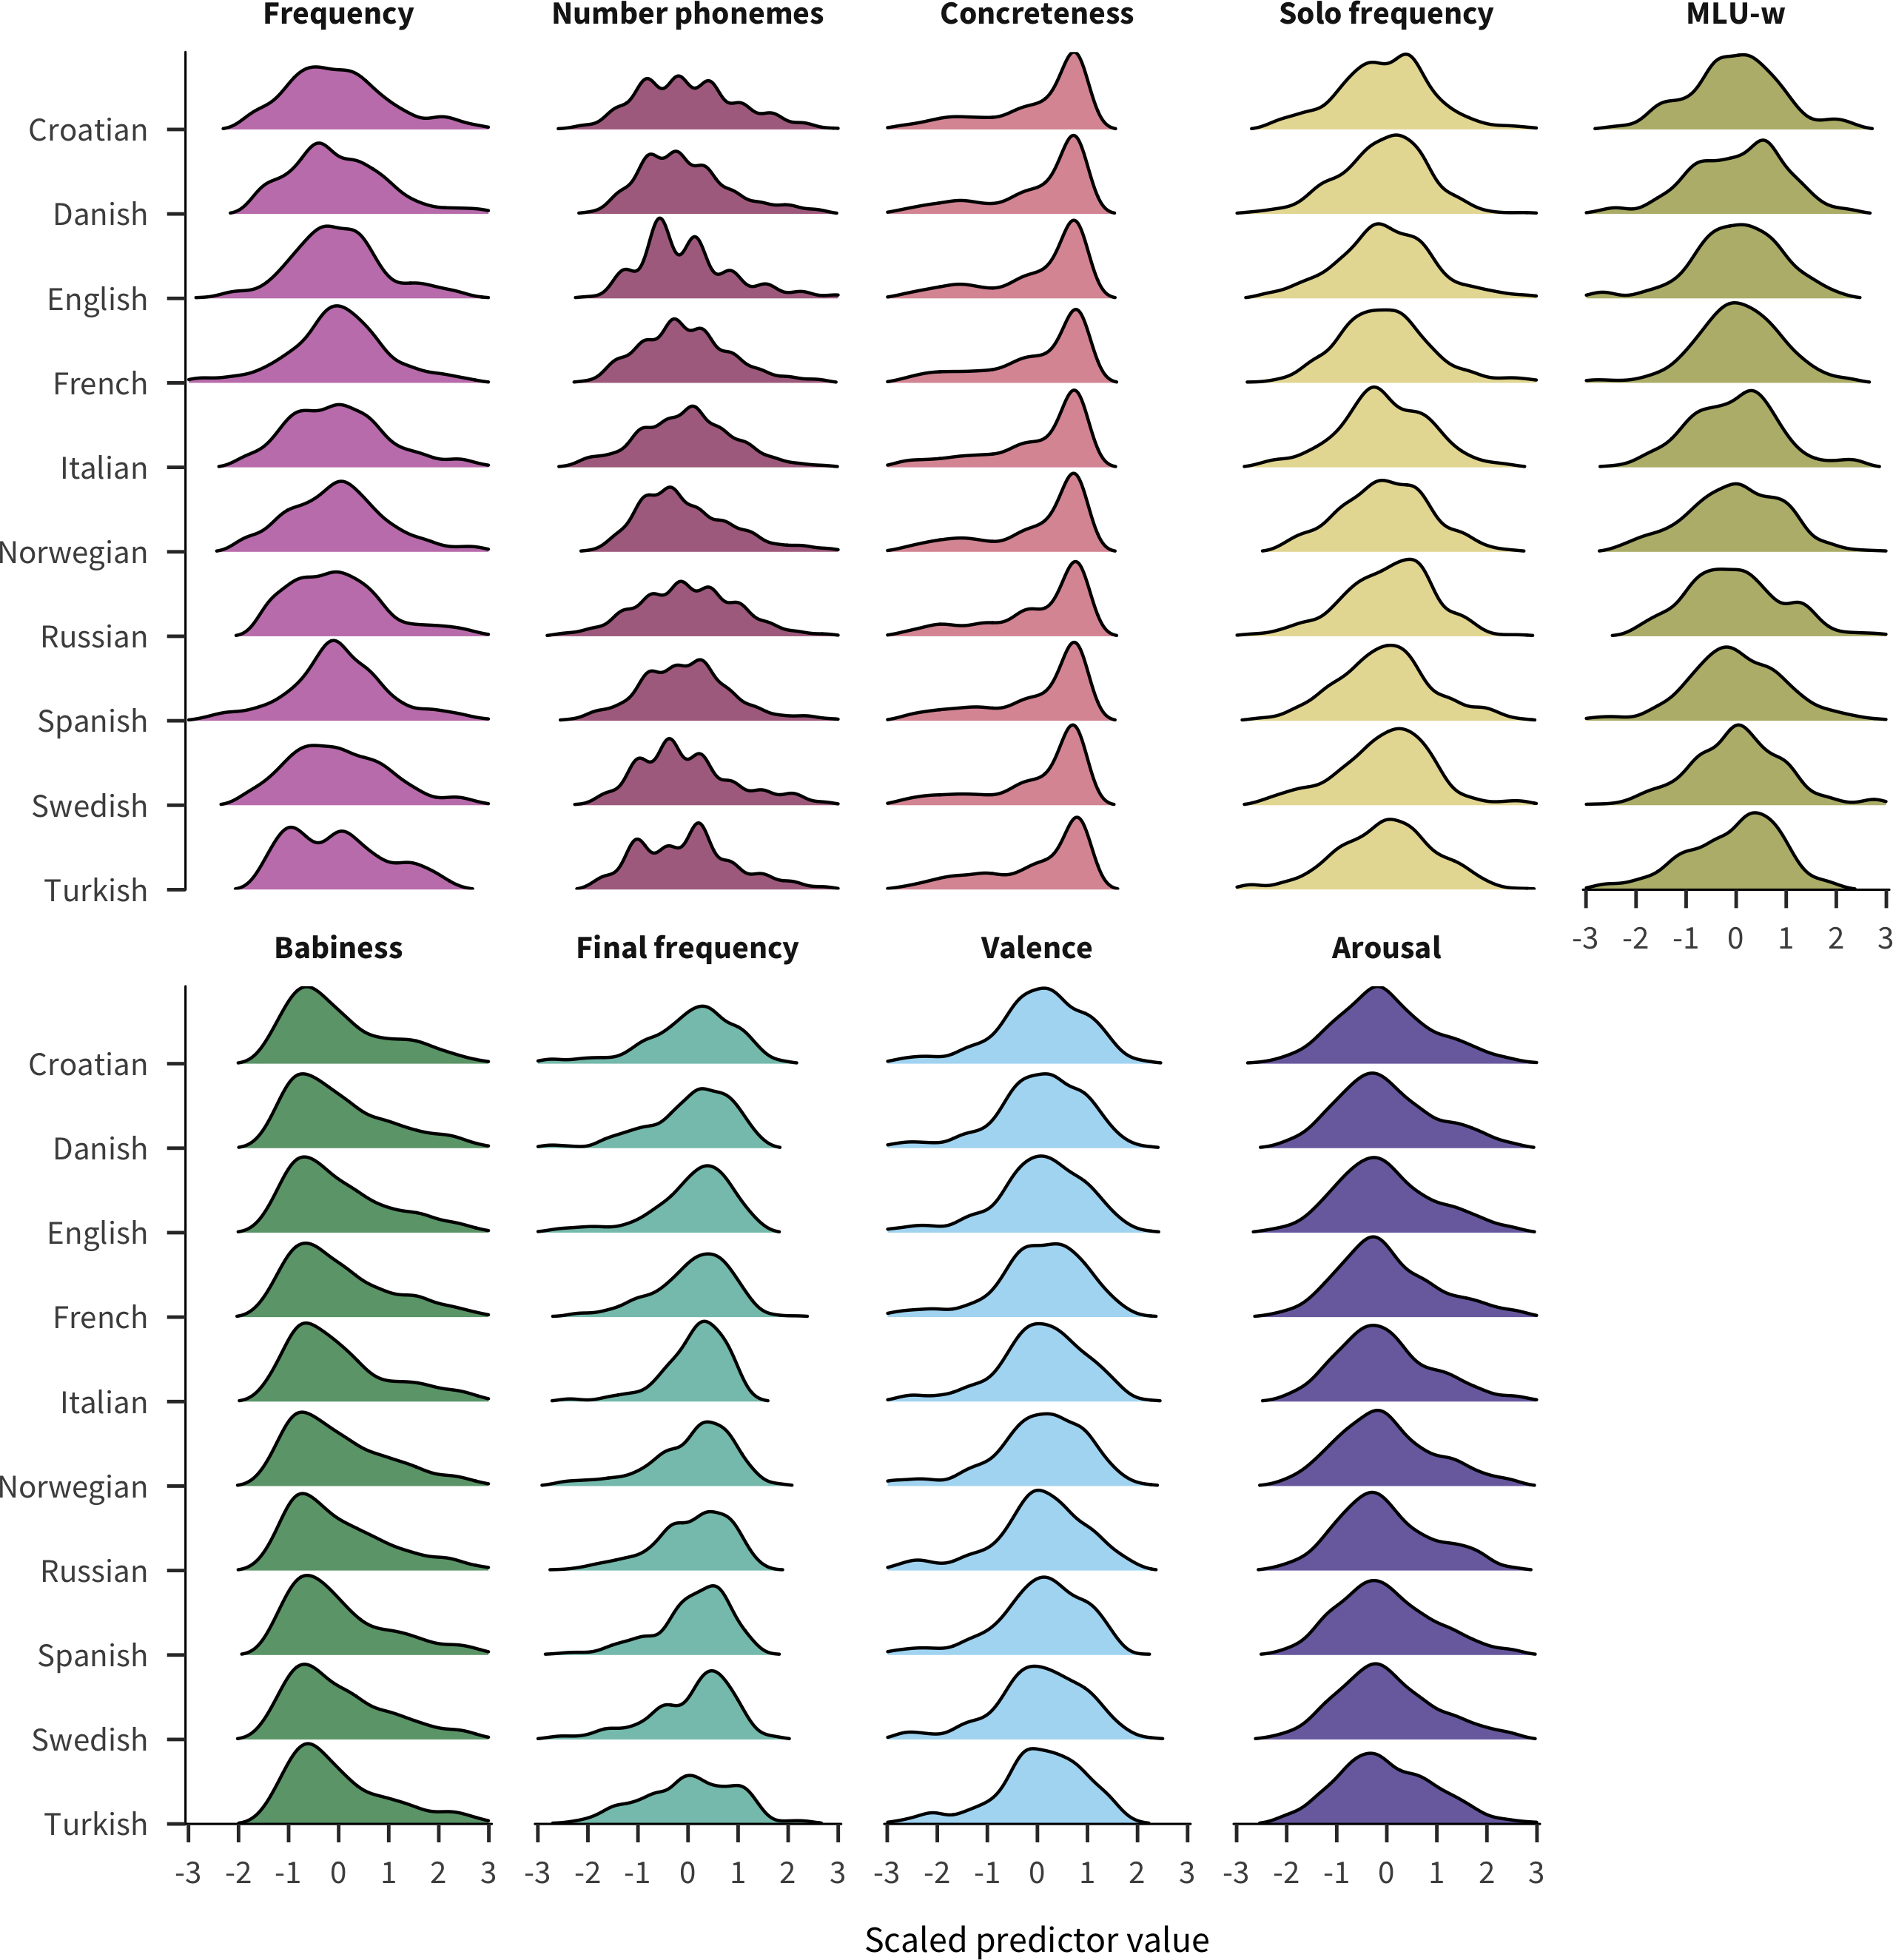 Frequency Number phonemes Concreteness Solo frequency MLU-w
Croatian
Danish
English
French
Italian
Norwegian
Russian
Spanish
Swedish
Turkish
-3 -2 -1 0 1 2 3
Babiness Final frequency Valence Arousal
Croatian
Danish
English
French
Italian
Norwegian
Russian
Spanish
Swedish
Turkish
-3 -2 -1 0 1 2 3 -3 -2 -1 0 1 2 3 -3 -2 -1 0 1 2 3 -3 -2 -1 0 1 2 3
Scaled predictor value